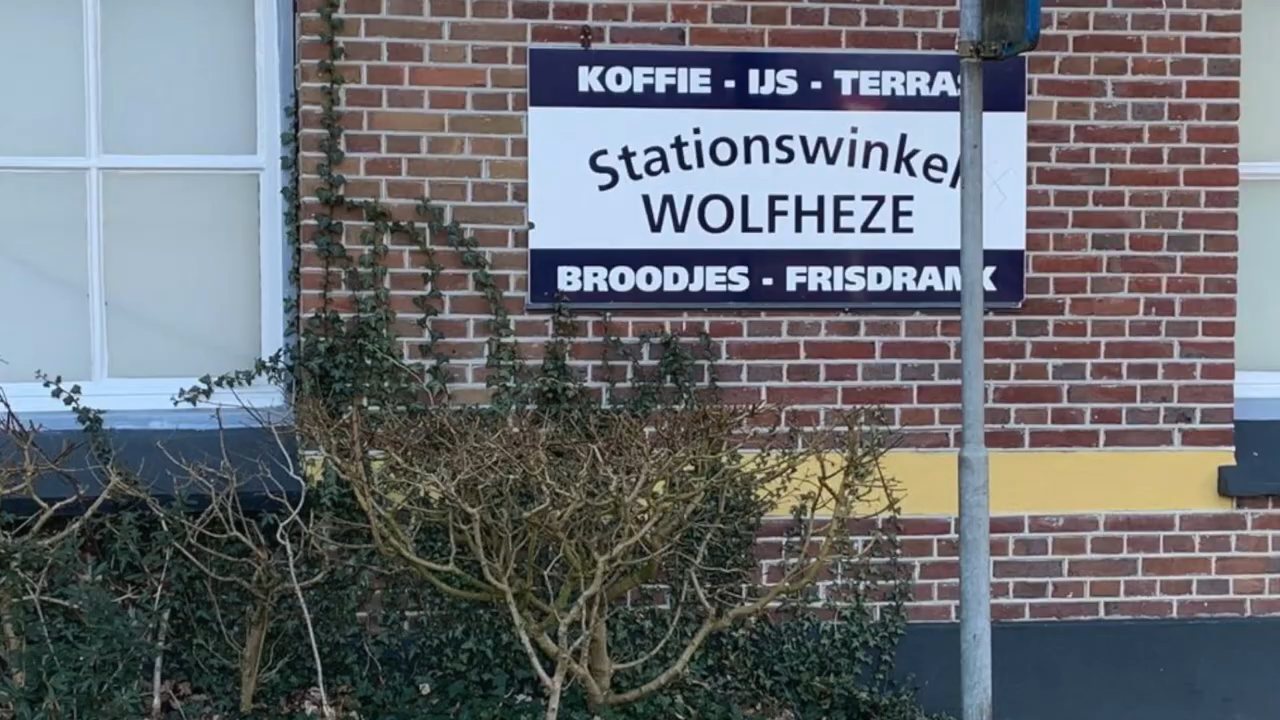 KOFFIE - IJS - TERRAS
Stationswinkel
WOLFHEZE
BROODJES - FRISDRANK